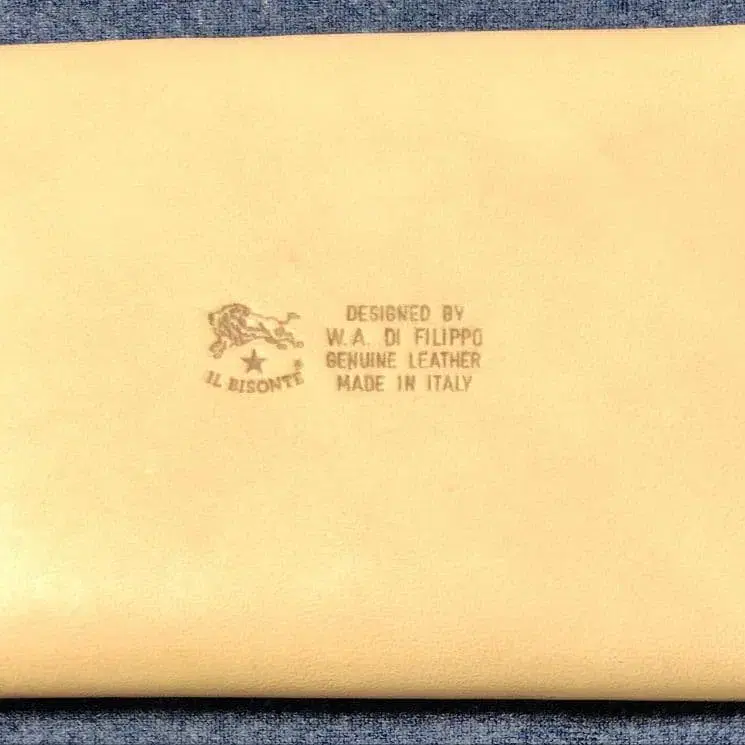 IL BISONTE®
DESIGNED BY
W.A. DI FILIPPO
GENUINE LEATHER
MADE IN ITALY